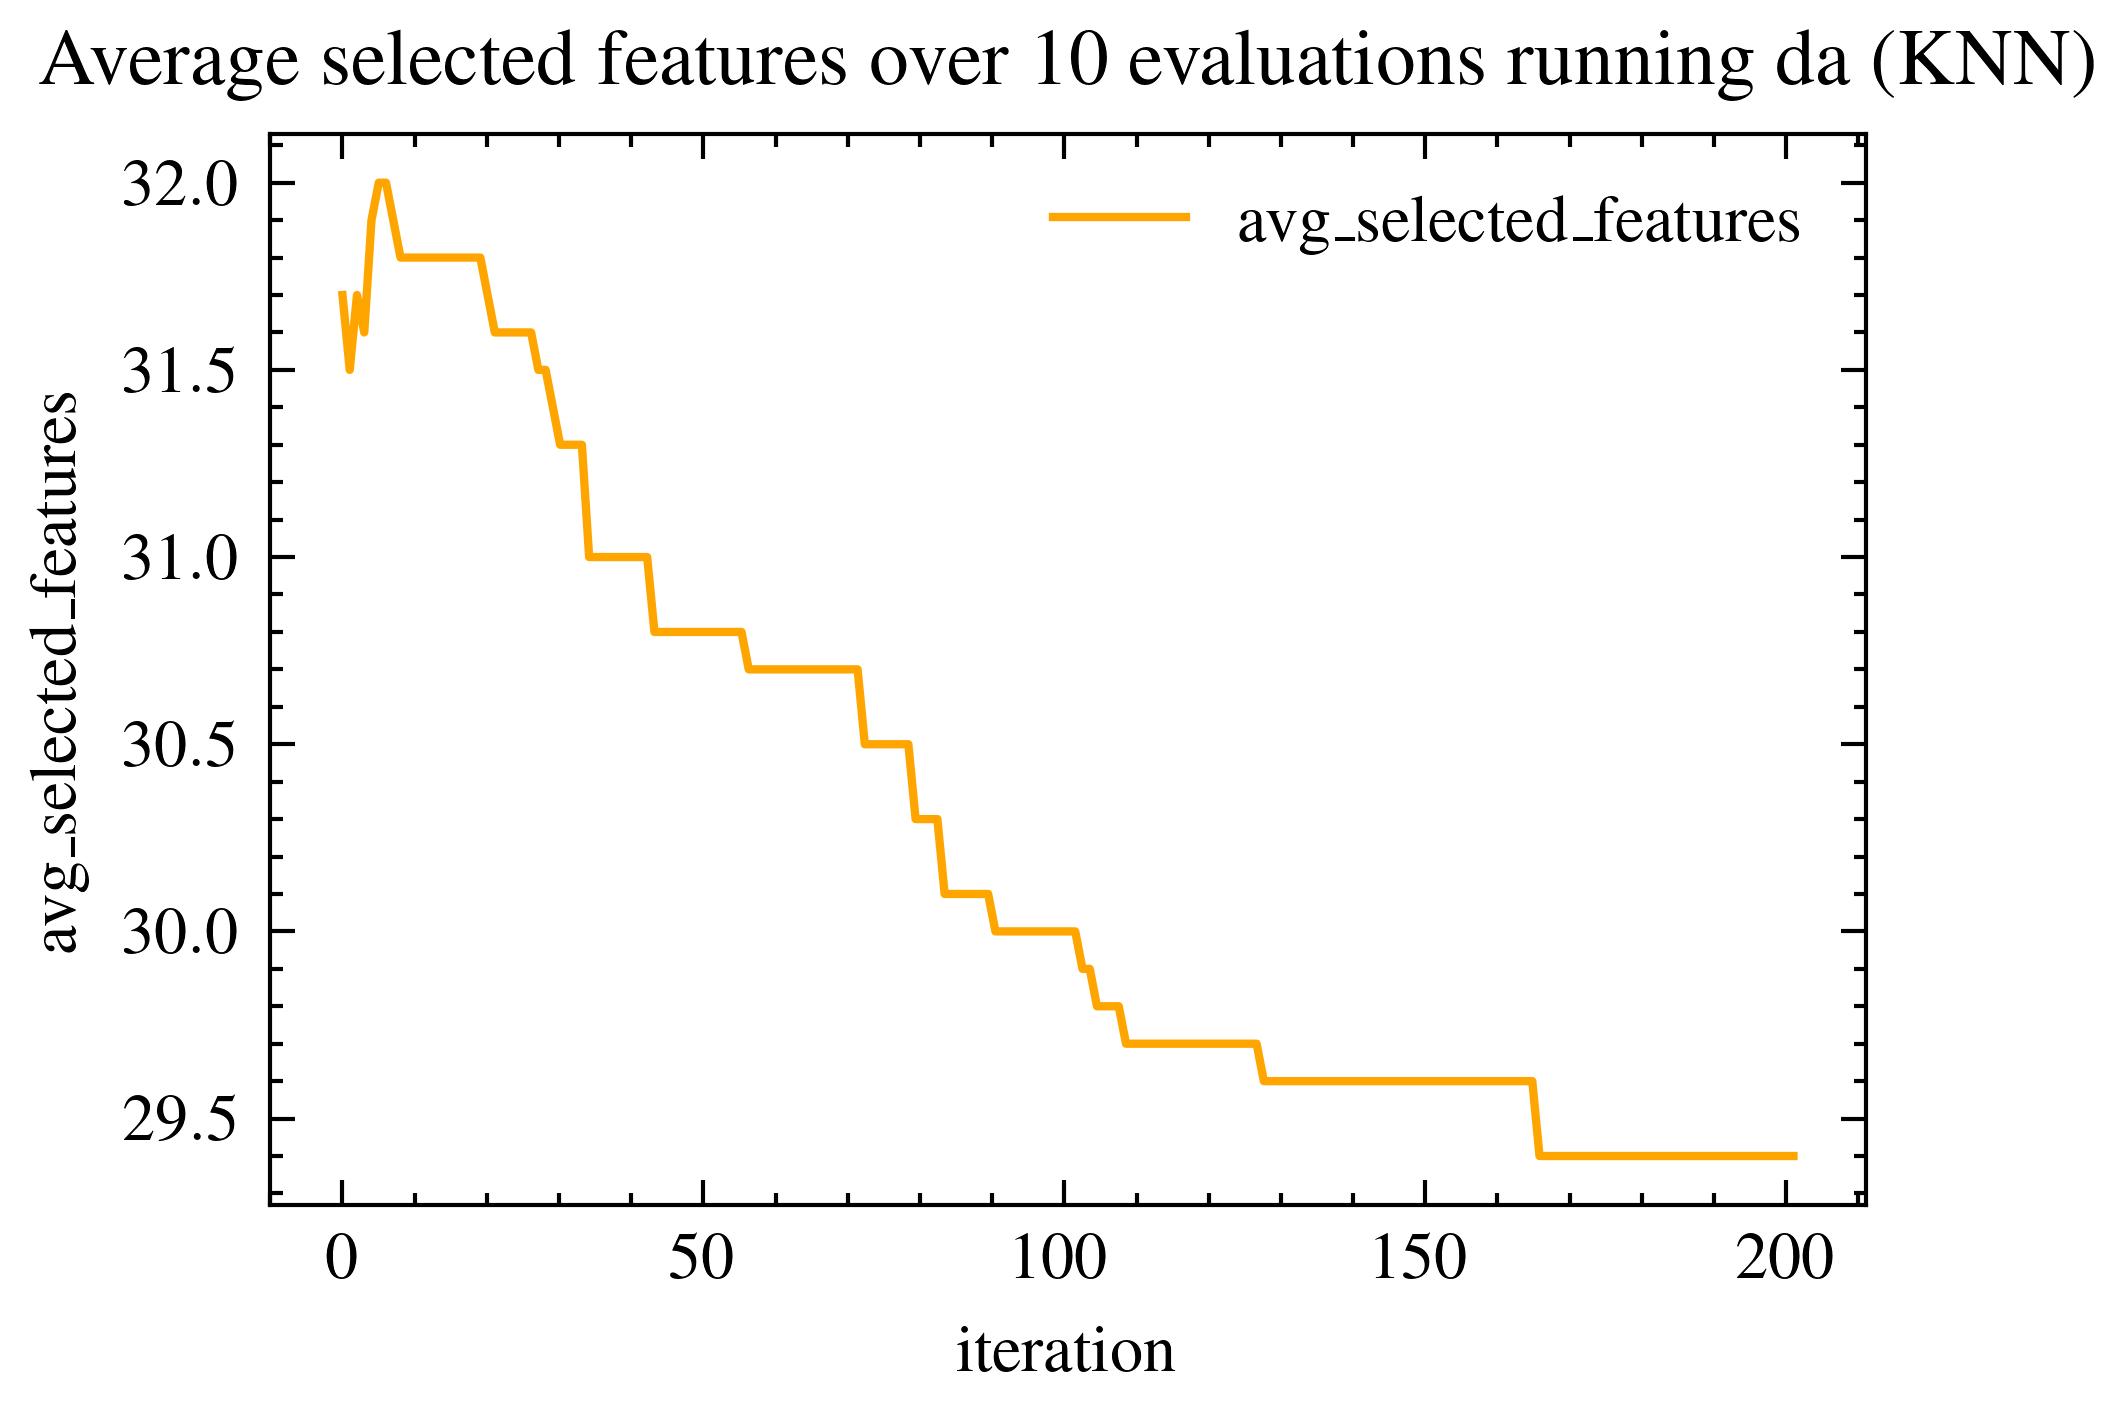 Average selected features over 10 evaluations running da (KNN)
avg_selected_features
32.0
31.5
31.0
30.5
30.0
29.5
avg_selected_features
0
50
100
150
200
iteration